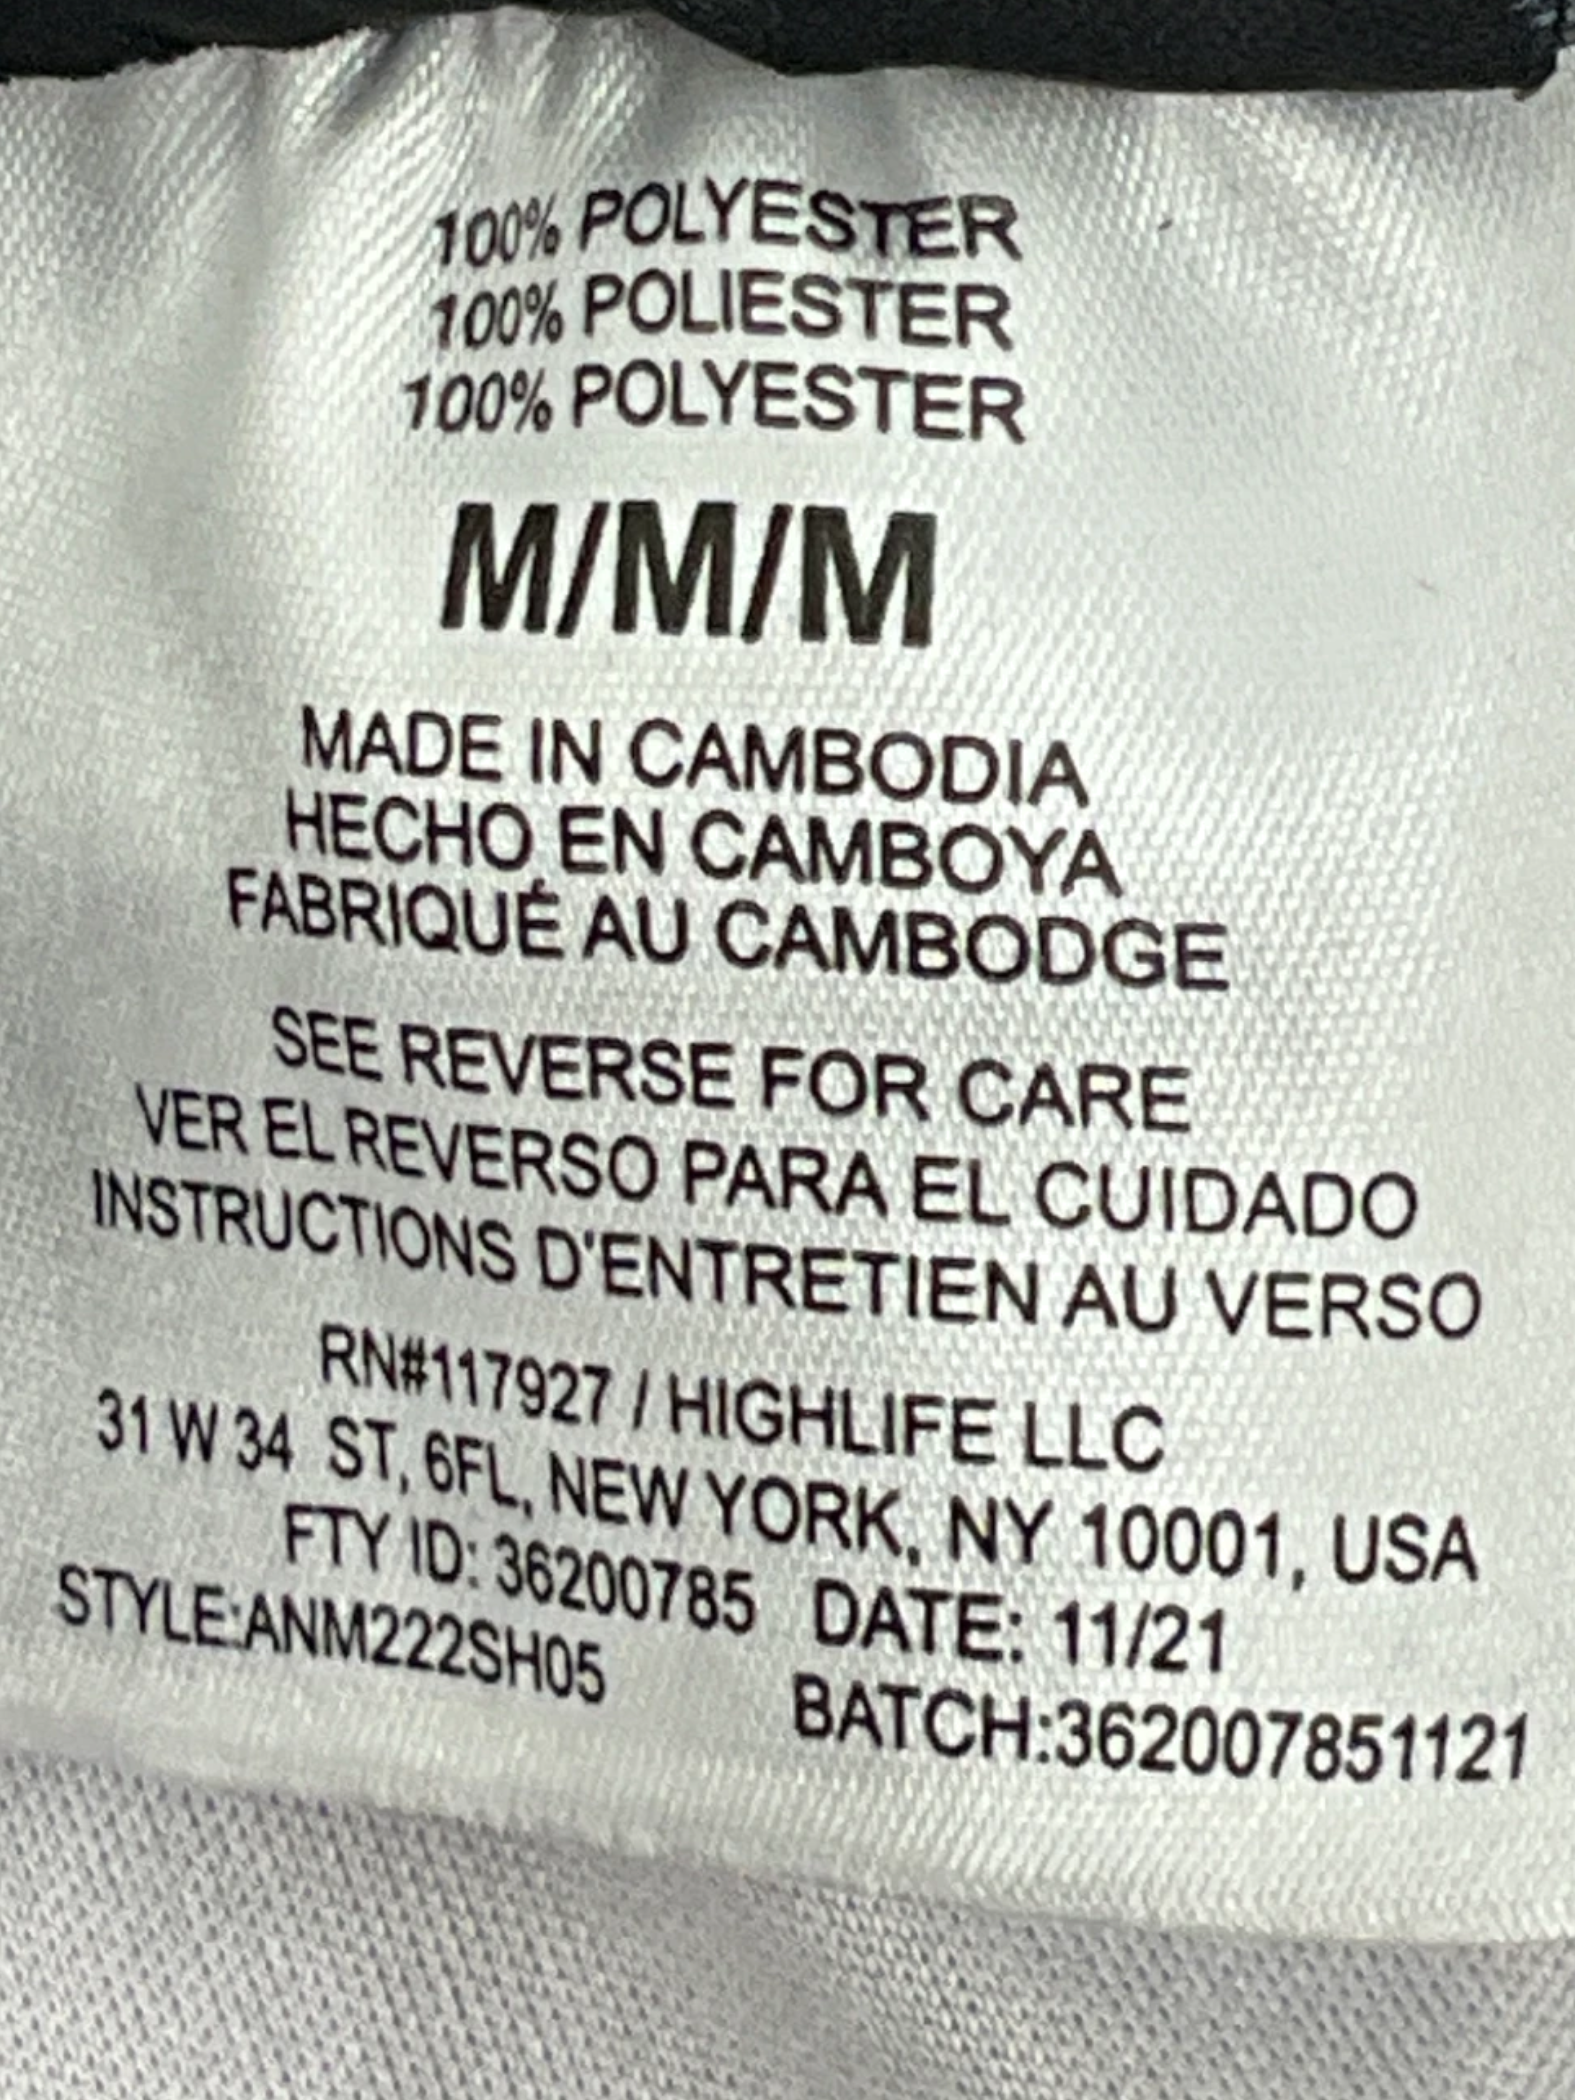 100% POLYESTER
100% POLIESTER
100% POLYESTER
M/M/M
MADE IN CAMBODIA
HECHO EN CAMBOYA
FABRIQUÉ AU CAMBODGE
SEE REVERSE FOR CARE
VER EL REVERSO PARA EL CUIDADO
INSTRUCTIONS D'ENTRETIEN AU VERSO
RN#117927 / HIGHLIFE LLC
31 W 34 ST, 6FL, NEW YORK, NY 10001, USA
FTY ID: 36200785 DATE: 11/21
STYLE:ANM222SH05 BATCH:362007851121